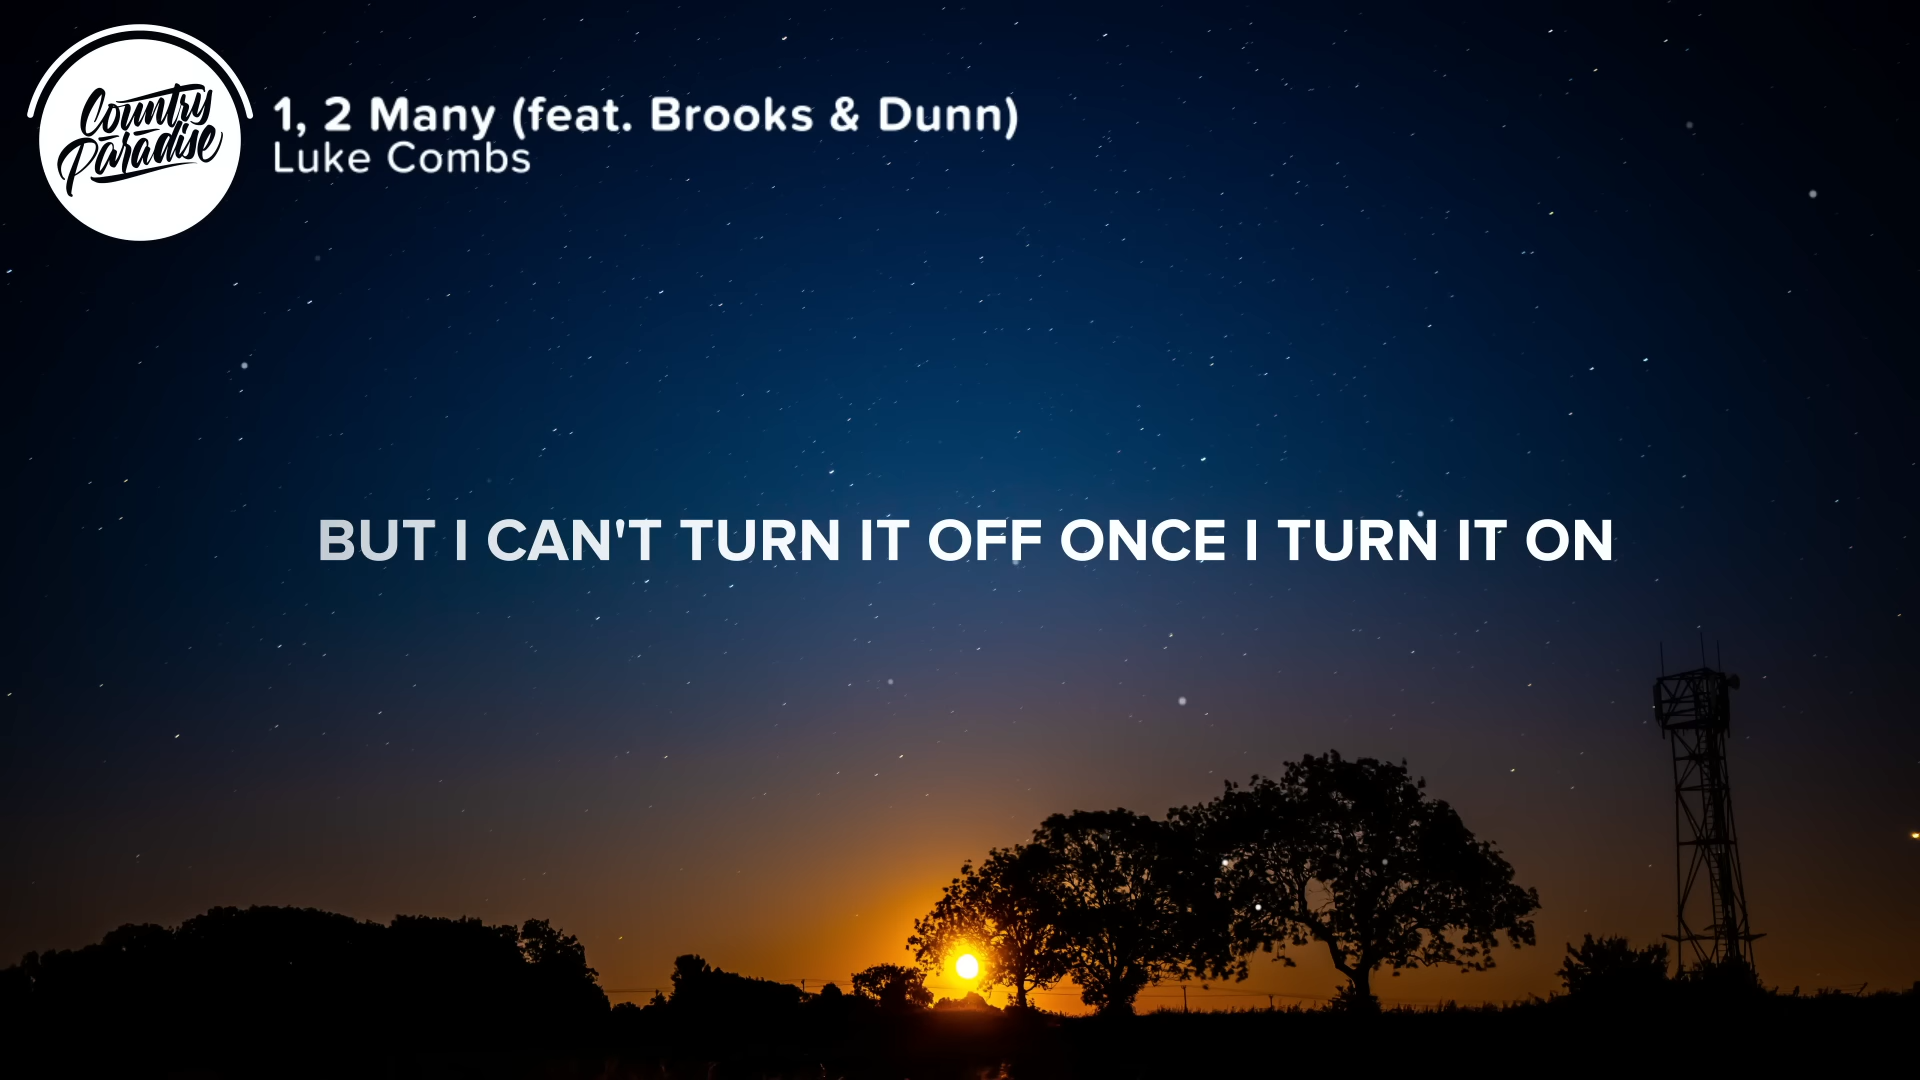 Country
Paradise
1, 2 Many (feat. Brooks & Dunn)
Luke Combs
BUT I CAN'T TURN IT OFF ONCE I TURN IT ON